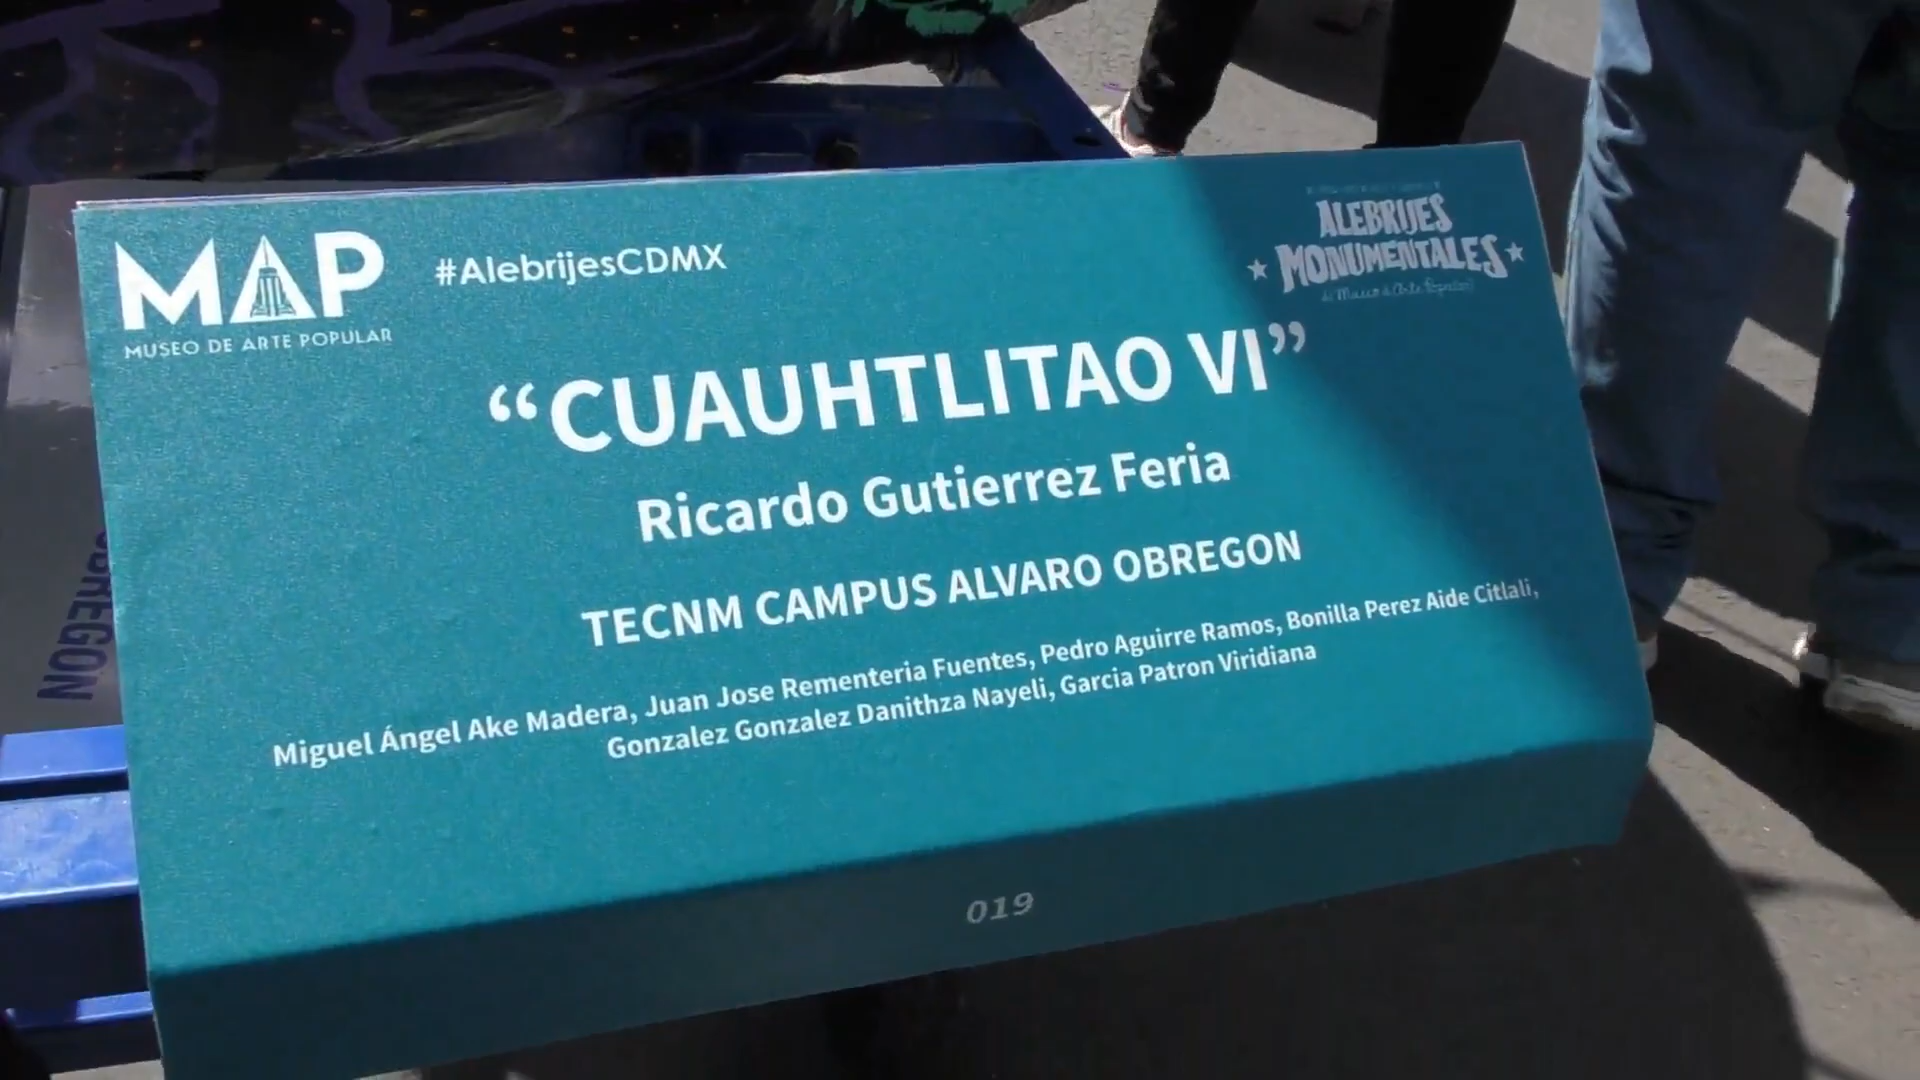 MAP
MUSEO DE ARTE POPULAR
#AlebrijesCDMX
ALEBRIJES
MONUMENTALES
“CUAUHTLITAO VI”
Ricardo Gutierrez Feria
TECNM CAMPUS ALVARO OBREGON
Miguel Ángel Ake Madera, Juan Jose Rementeria Fuentes, Pedro Aguirre Ramos, Bonilla Perez Aide Citlali,
Gonzalez Gonzalez Danithza Nayeli, Garcia Patron Viridiana
019
OBREGON